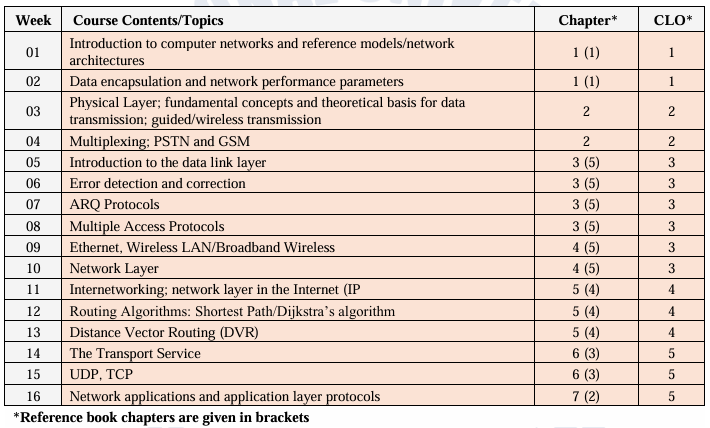 Week Course Contents/Topics Chapter* CLO*
01 Introduction to computer networks and reference models/network architectures 1 (1) 1
02 Data encapsulation and network performance parameters 1 (1) 1
03 Physical Layer; fundamental concepts and theoretical basis for data transmission; guided/wireless transmission 2 2
04 Multiplexing; PSTN and GSM 2 2
05 Introduction to the data link layer 3 (5) 3
06 Error detection and correction 3 (5) 3
07 ARQ Protocols 3 (5) 3
08 Multiple Access Protocols 3 (5) 3
09 Ethernet, Wireless LAN/Broadband Wireless 4 (5) 3
10 Network Layer 4 (5) 3
11 Internetworking; network layer in the Internet (IP 5 (4) 4
12 Routing Algorithms: Shortest Path/Dijkstra's algorithm 5 (4) 4
13 Distance Vector Routing (DVR) 5 (4) 4
14 The Transport Service 6 (3) 5
15 UDP, TCP 6 (3) 5
16 Network applications and application layer protocols 7 (2) 5
*Reference book chapters are given in brackets